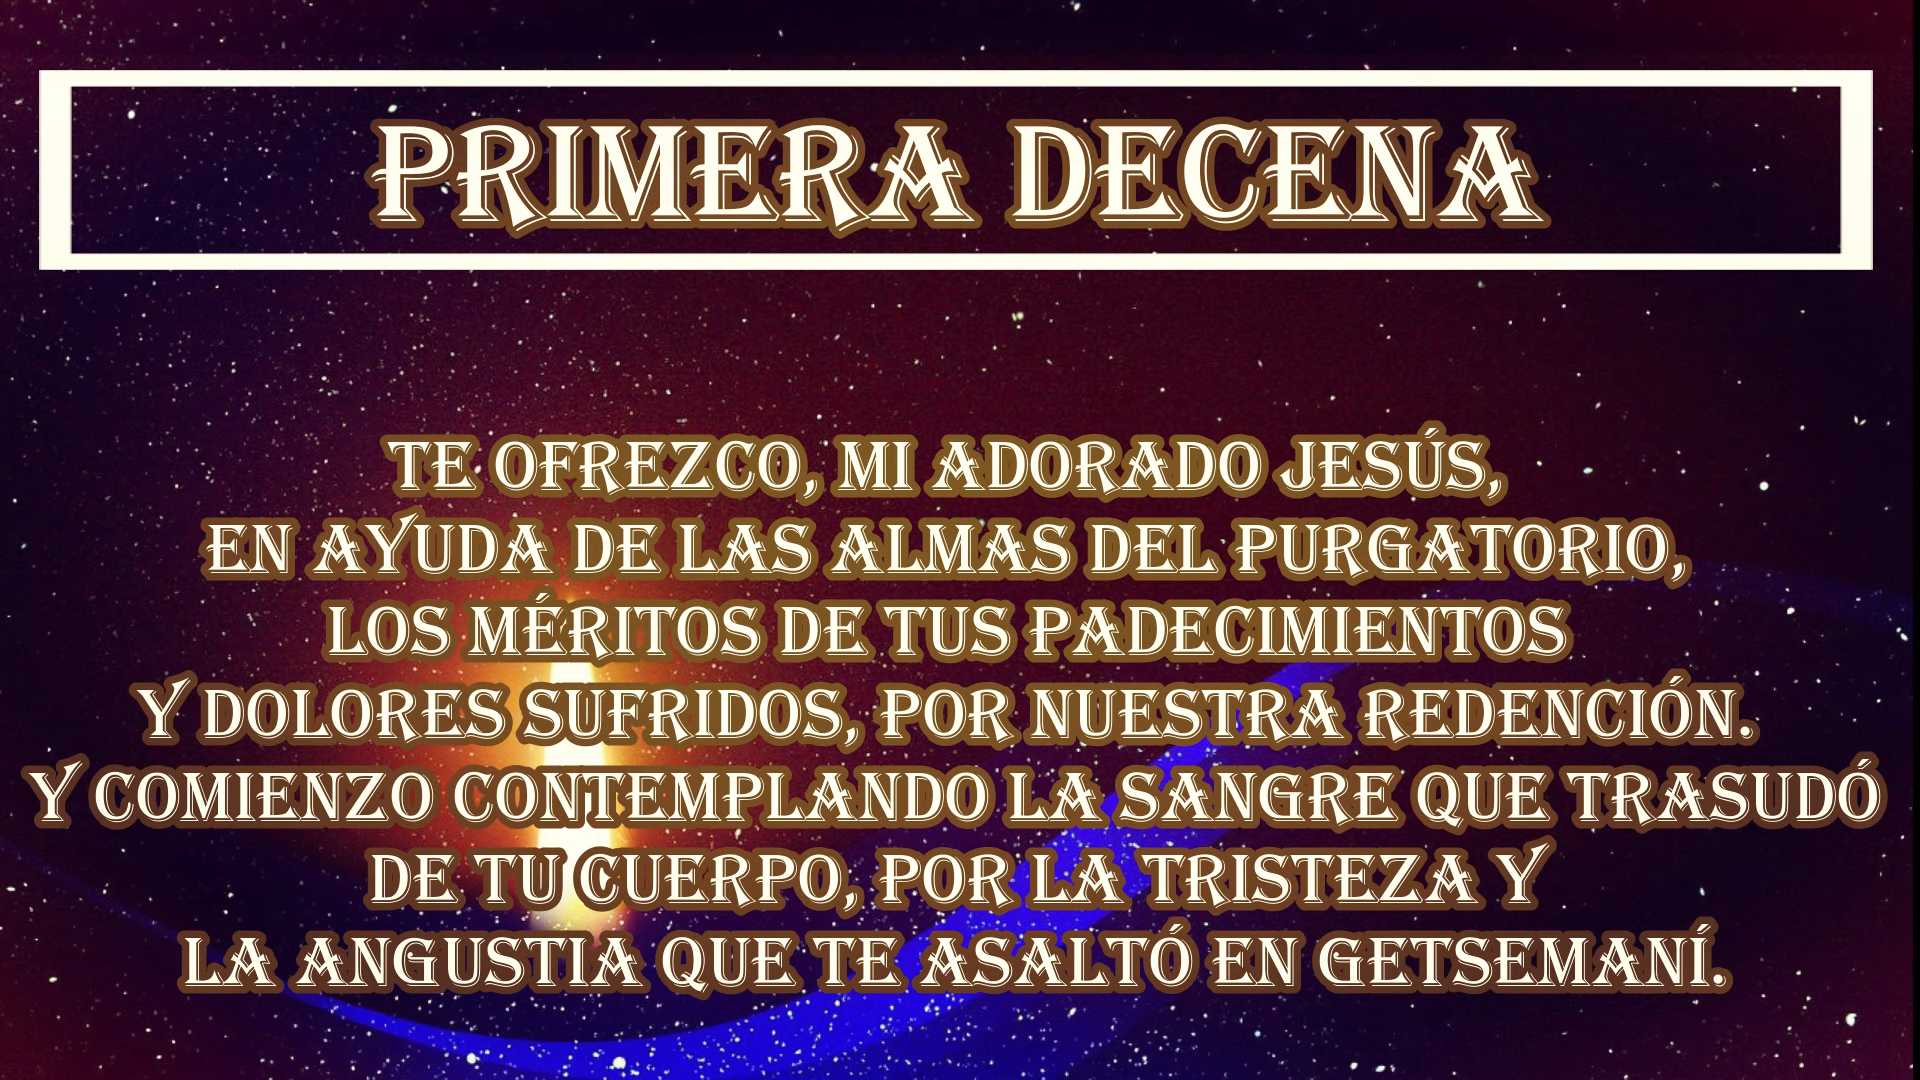 PRIMERA DECENA
TE OFREZCO, MI ADORADO JESÚS,
EN AYUDA DE LAS ALMAS DEL PURGATORIO,
LOS MÉRITOS DE TUS PADECIMIENTOS
Y DOLORES SUFRIDOS, POR NUESTRA REDENCIÓN.
Y COMIENZO CONTEMPLANDO LA SANGRE QUE TRASUDÓ
DE TU CUERPO, POR LA TRISTEZA Y
LA ANGUSTIA QUE TE ASALTÓ EN GETSEMANÍ.